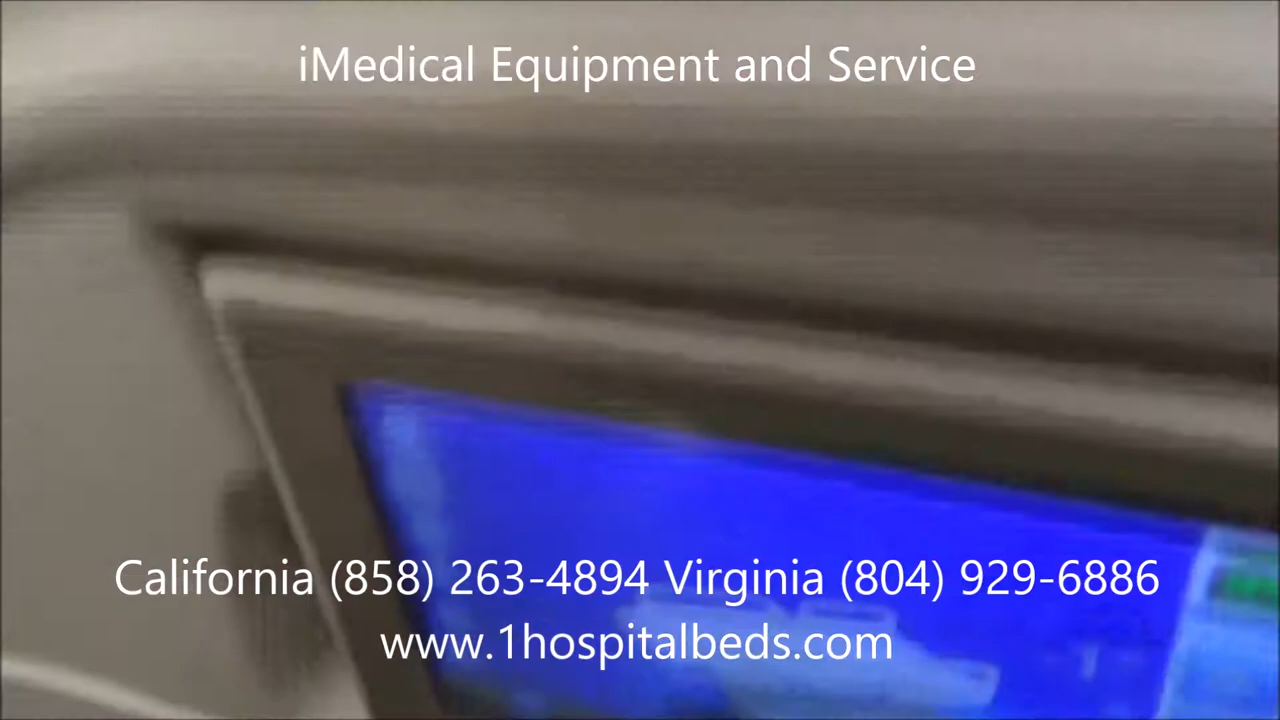 iMedical Equipment and Service
California (858) 263-4894 Virginia (804) 929-6886
www.1hospitalbeds.com